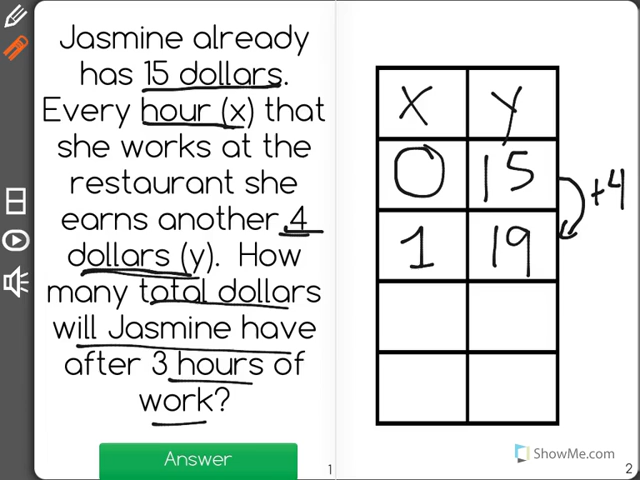 Jasmine already
has 15 dollars.
Every hour (x) that
she works at the
restaurant she
earns another 4
dollars (y). How
many total dollars
will Jasmine have
after 3 hours of
work?
Answer
1
X Y
0 15
+4
1 19
ShowMe.com
2